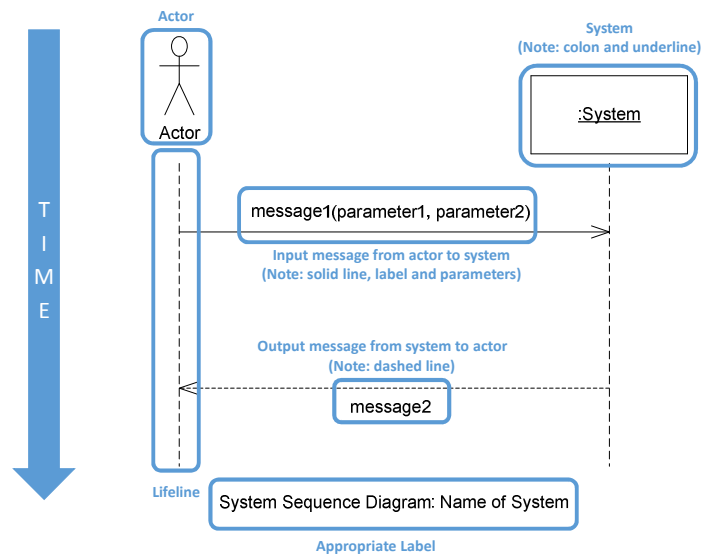 Actor
System
(Note: colon and underline)
:System
Actor
T
I
M
E
message1(parameter1, parameter2)
Input message from actor to system
(Note: solid line, label and parameters)
Output message from system to actor
(Note: dashed line)
message2
Lifeline
System Sequence Diagram: Name of System
Appropriate Label